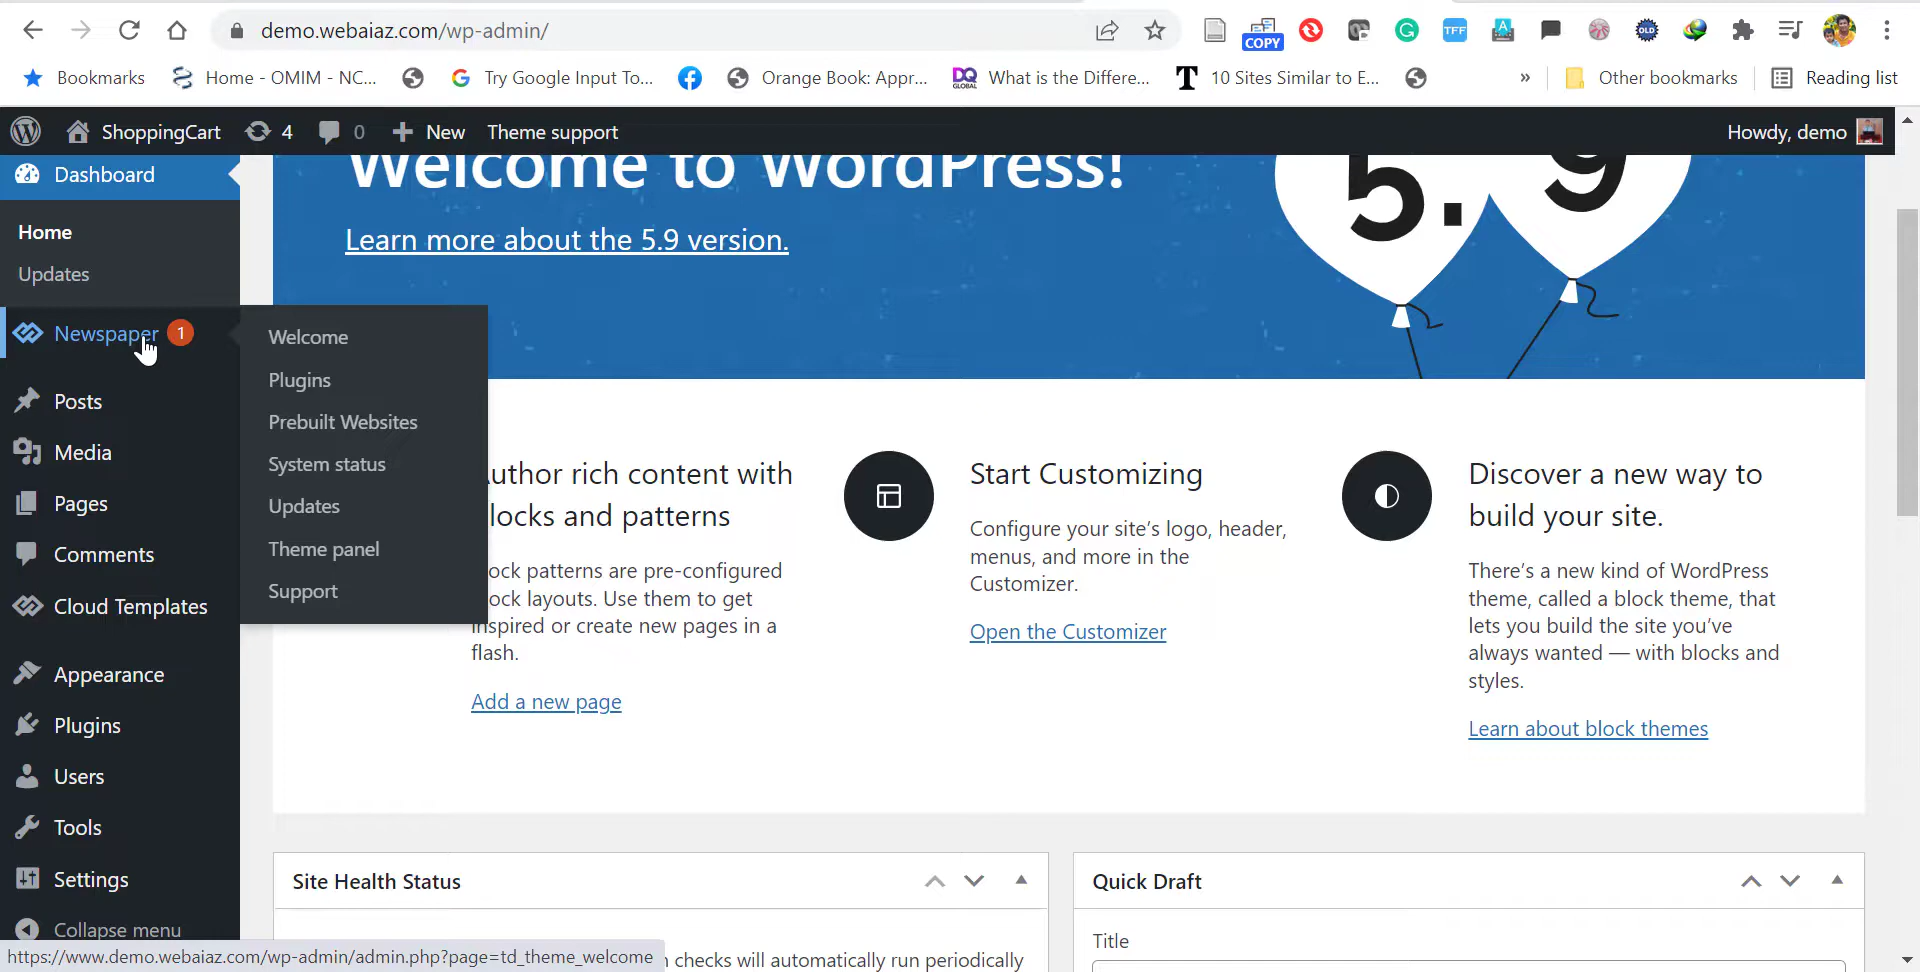 demo.webaiaz.com/wp-admin/
COPY
TFF
A
OLD
Bookmarks
Home - OMIM - NC...
Try Google Input To...
Orange Book: Appr...
DQ GLOBAL
What is the Differe...
T
10 Sites Similar to E...
»
Other bookmarks
Reading list
ShoppingCart
4
0
New
Theme support
Howdy, demo
Dashboard
Home
Updates
Newspaper 1
Posts
Media
Pages
Comments
Cloud Templates
Appearance
Plugins
Users
Tools
Settings
Collapse menu
Welcome
Plugins
Prebuilt Websites
System status
Updates
Theme panel
Support
Welcome to WordPress!
Learn more about the 5.9 version.
5.9
uthor rich content with
locks and patterns
ock patterns are pre-configured
ock layouts. Use them to get
inspired or create new pages in a
flash.
Add a new page
Start Customizing
Configure your site's logo, header,
menus, and more in the
Customizer.
Open the Customizer
Discover a new way to
build your site.
There's a new kind of WordPress
theme, called a block theme, that
lets you build the site you've
always wanted — with blocks and
styles.
Learn about block themes
Site Health Status
checks will automatically run periodically
Quick Draft
Title
https://www.demo.webaiaz.com/wp-admin/admin.php?page=td_theme_welcome